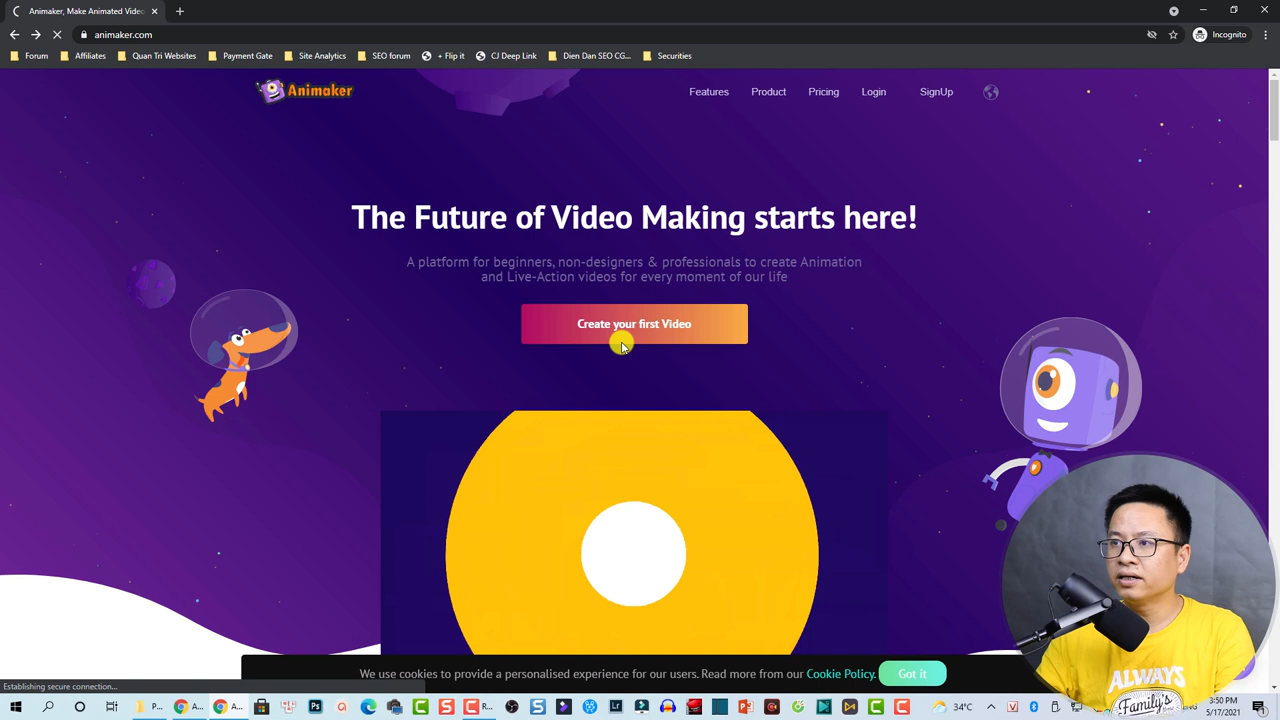 Animaker, Make Animated Video
animaker.com
Incognito
Forum
Affiliates
Quan Tri Websites
Payment Gate
Site Analytics
SEO forum
+ Flip it
CJ Deep Link
Dien Dan SEO CG...
Securities
Animaker
Features
Product
Pricing
Login
SignUp
The Future of Video Making starts here!
A platform for beginners, non-designers & professionals to create Animation
and Live-Action videos for every moment of our life
Create your first Video
We use cookies to provide a personalised experience for our users. Read more from our Cookie Policy.
Got it
ALWAYS
Family's
Establishing secure connection...
P...
A...
A...
R...
34°C
ENG
3:50 PM
5/17/2021